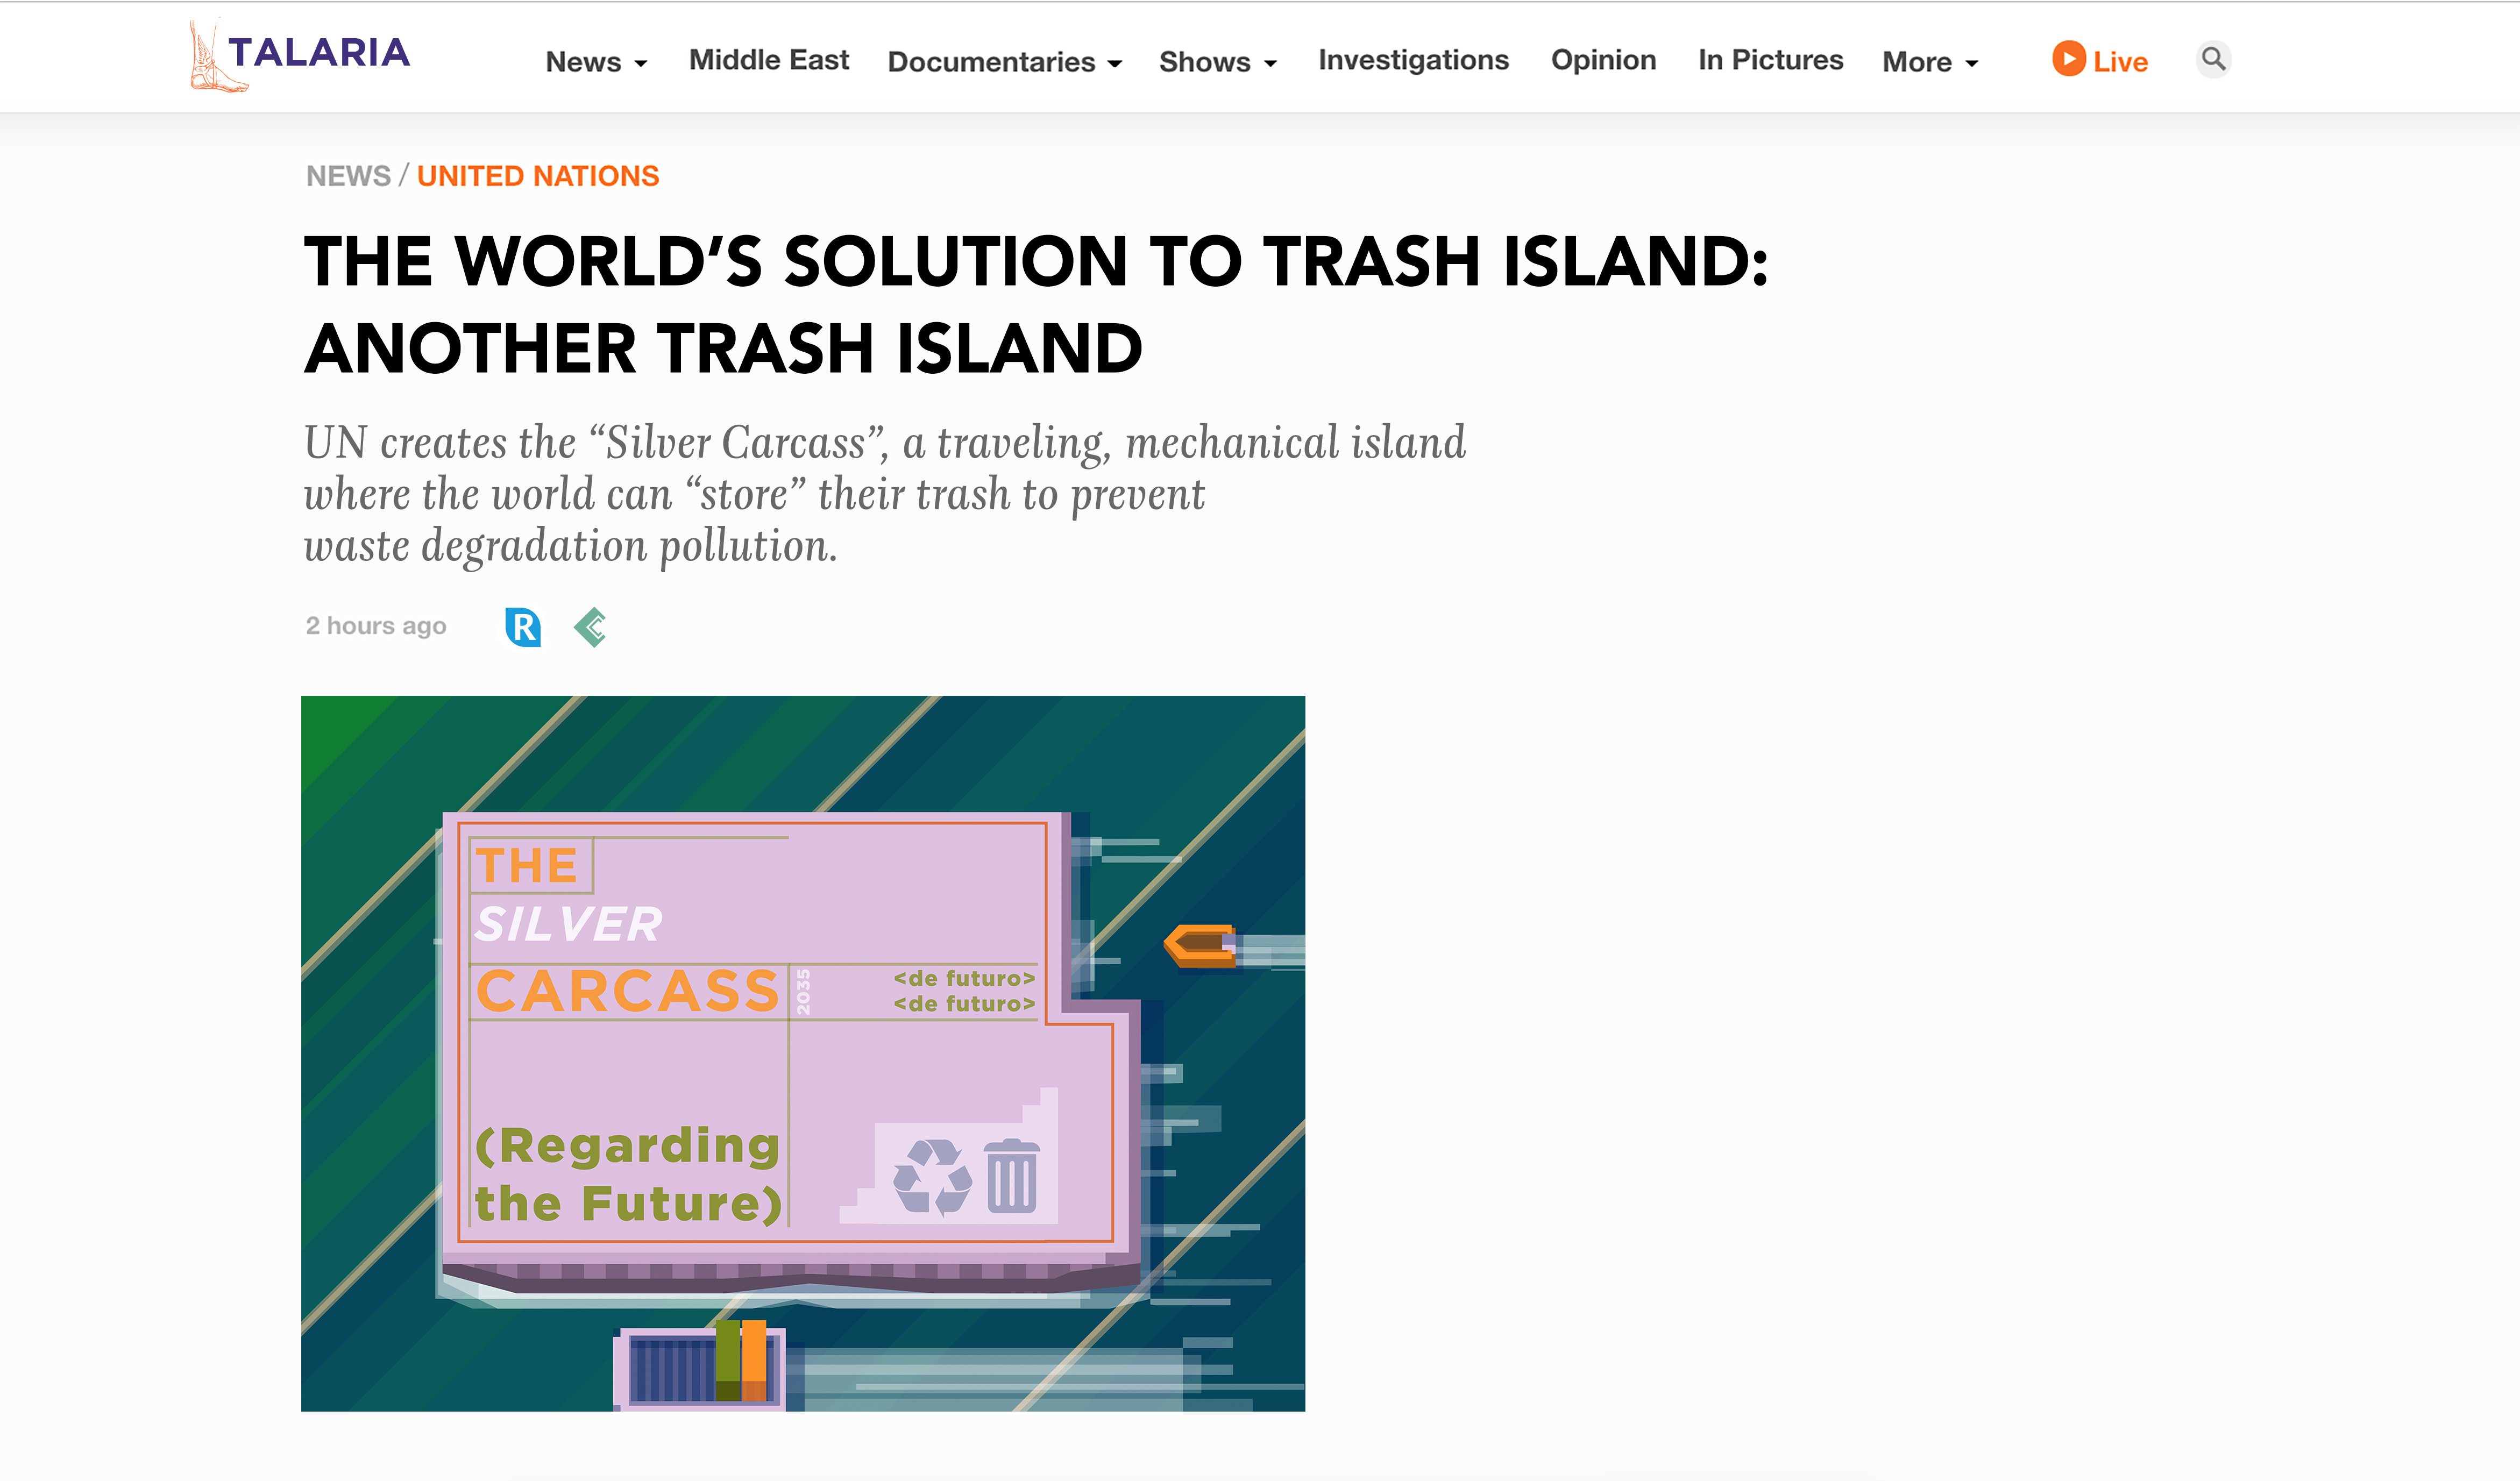 TALARIA
News
Middle East
Documentaries
Shows
Investigations
Opinion
In Pictures
More
Live
NEWS / UNITED NATIONS
THE WORLD’S SOLUTION TO TRASH ISLAND:
ANOTHER TRASH ISLAND
UN creates the “Silver Carcass”, a traveling, mechanical island
where the world can “store” their trash to prevent
waste degradation pollution.
2 hours ago
R
THE
SILVER
CARCASS
2035
<de futuro>
<de futuro>
(Regarding
the Future)